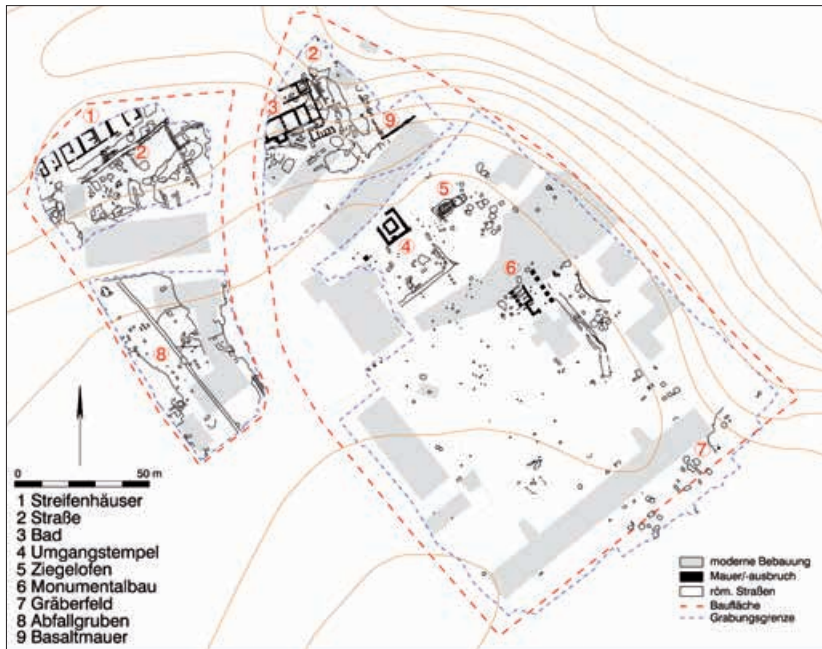 1
2
2
3
9
5
4
6
8
7
0 50 m
1 Streifenhäuser
2 Straße
3 Bad
4 Umgangstempel
5 Ziegelofen
6 Monumentalbau
7 Gräberfeld
8 Abfallgruben
9 Basaltmauer
moderne Bebauung
Mauer/-ausbruch
röm. Straßen
Baufläche
Grabungsgrenze